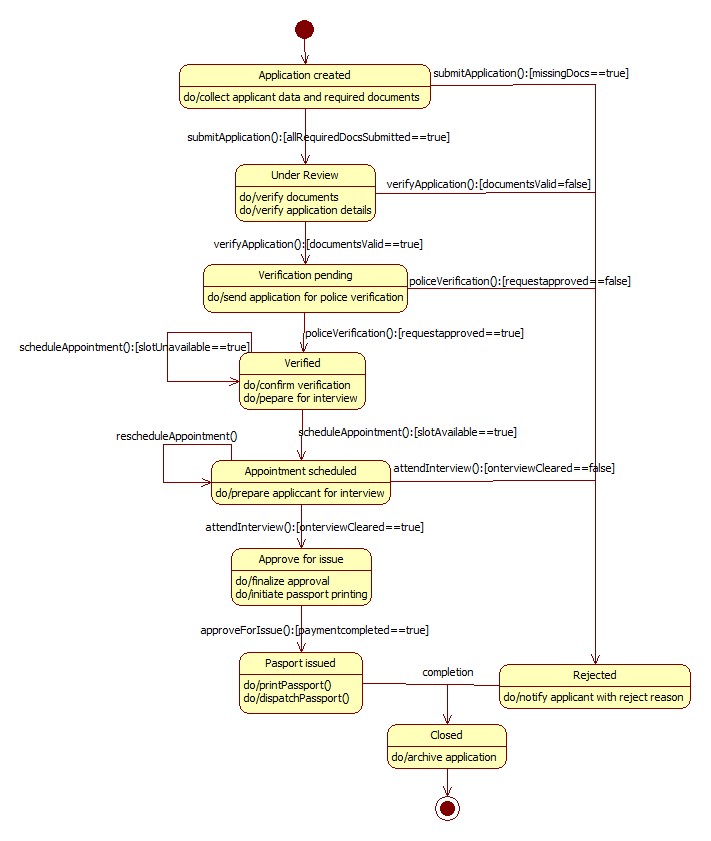 Application created
submitApplication():[missingDocs==true]
do/collect applicant data and required documents
submitApplication():[allRequiredDocsSubmitted==true]
Under Review
verifyApplication():[documentsValid=false]
do/verify documents
do/verify application details
verifyApplication():[documentsValid==true]
Verification pending
policeVerification():[requestapproved==false]
do/send application for police verification
policeVerification():[requestapproved==true]
scheduleAppointment():[slotUnavailable==true]
Verified
do/confirm verification
do/pepare for interview
scheduleAppointment():[slotAvailable==true]
rescheduleAppointment()
Appointment scheduled
attendInterview():[onterviewCleared==false]
do/prepare appliccant for interview
attendInterview():[onterviewCleared==true]
Approve for issue
do/finalize approval
do/initiate passport printing
approveForIssue():[paymentcompleted==true]
Pasport issued
completion
Rejected
do/printPassport()
do/dispatchPassport()
do/notify applicant with reject reason
Closed
do/archive application